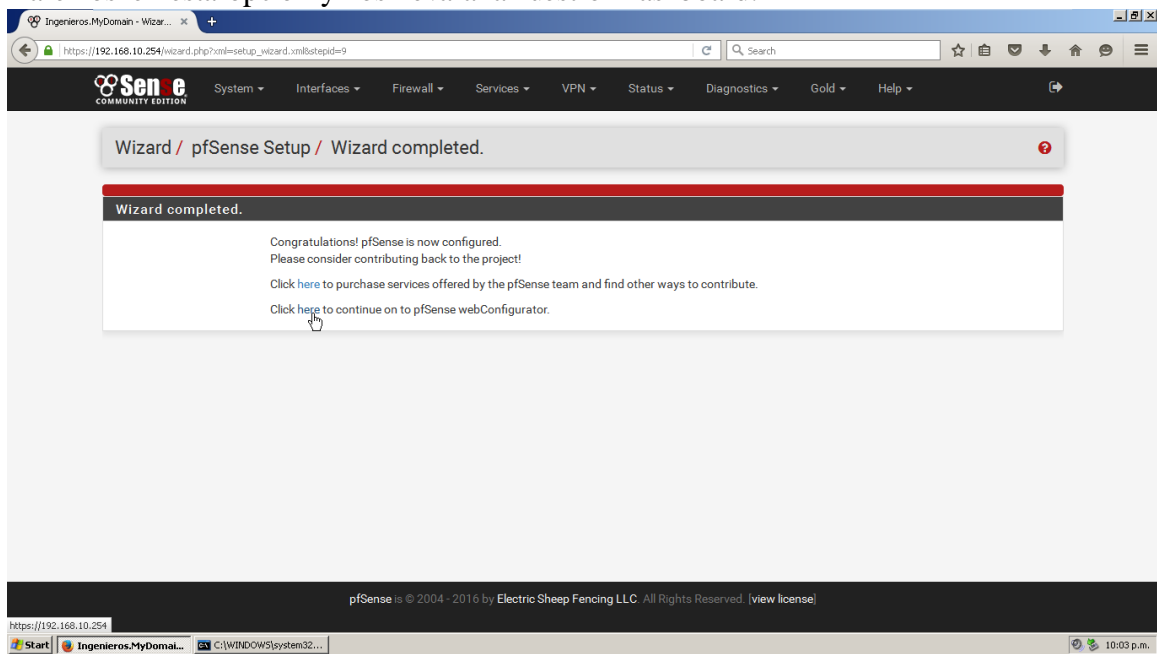 Ingenieros.MyDomain - Wizar... × +
https://192.168.10.254/wizard.php?xml=setup_wizard.xml&stepid=9 Search
Sense
COMMUNITY EDITION
System Interfaces Firewall Services VPN Status Diagnostics Gold Help
Wizard / pfSense Setup / Wizard completed.
Wizard completed.
Congratulations! pfSense is now configured.
Please consider contributing back to the project!
Click here to purchase services offered by the pfSense team and find other ways to contribute.
Click here to continue on to pfSense webConfigurator.
pfSense is © 2004 - 2016 by Electric Sheep Fencing LLC. All Rights Reserved. [view license]
https://192.168.10.254
Start Ingenieros.MyDomai... C:\WINDOWS\system32... 10:03 p.m.